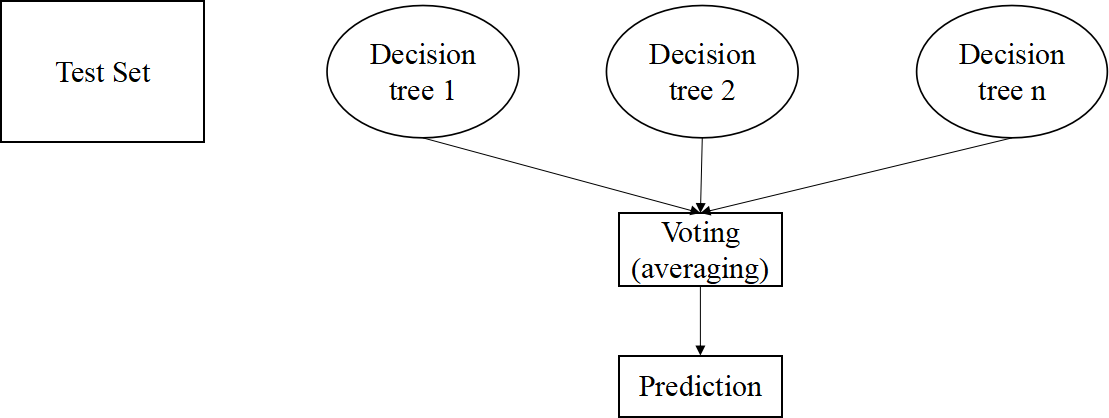 Test Set
Decision
tree 1
Decision
tree 2
Decision
tree n
Voting
(averaging)
Prediction